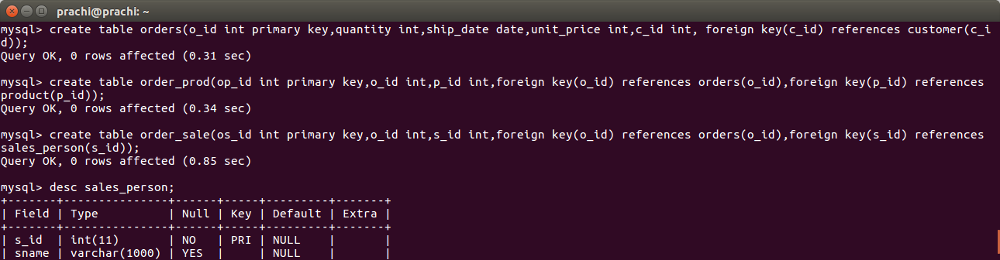 prachi@prachi: ~
mysql> create table orders(o_id int primary key,quantity int,ship_date date,unit_price int,c_id int, foreign key(c_id) references customer(c_i
d));
Query OK, 0 rows affected (0.31 sec)
mysql> create table order_prod(op_id int primary key,o_id int,p_id int,foreign key(o_id) references orders(o_id),foreign key(p_id) references
product(p_id));
Query OK, 0 rows affected (0.34 sec)
mysql> create table order_sale(os_id int primary key,o_id int,s_id int,foreign key(o_id) references orders(o_id),foreign key(s_id) references
sales_person(s_id));
Query OK, 0 rows affected (0.85 sec)
mysql> desc sales_person;
+-------+---------------+------+-----+---------+-------+
| Field | Type          | Null | Key | Default | Extra |
+-------+---------------+------+-----+---------+-------+
| s_id  | int(11)       | NO   | PRI | NULL    |       |
| sname | varchar(1000) | YES  |     | NULL    |       |